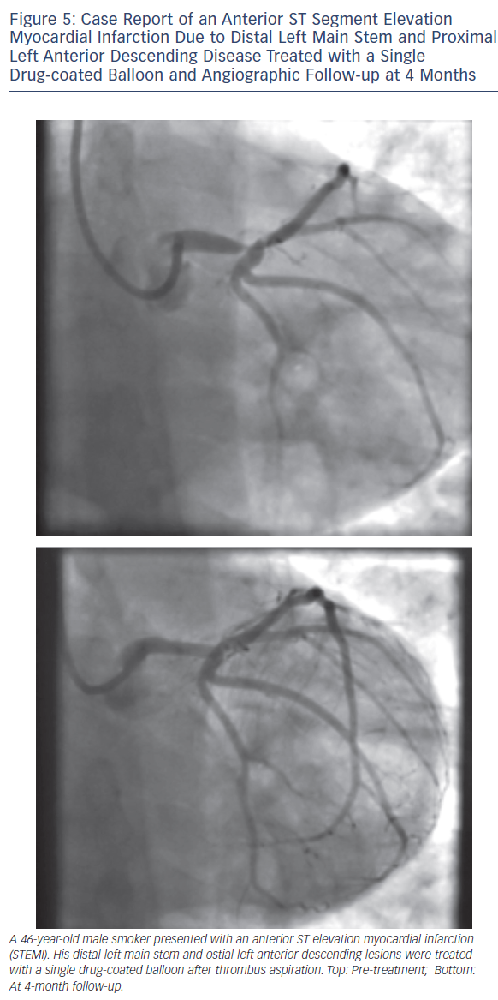 Figure 5: Case Report of an Anterior ST Segment Elevation
Myocardial Infarction Due to Distal Left Main Stem and Proximal
Left Anterior Descending Disease Treated with a Single
Drug-coated Balloon and Angiographic Follow-up at 4 Months
A 46-year-old male smoker presented with an anterior ST elevation myocardial infarction
(STEMI). His distal left main stem and ostial left anterior descending lesions were treated
with a single drug-coated balloon after thrombus aspiration. Top: Pre-treatment; Bottom:
At 4-month follow-up.